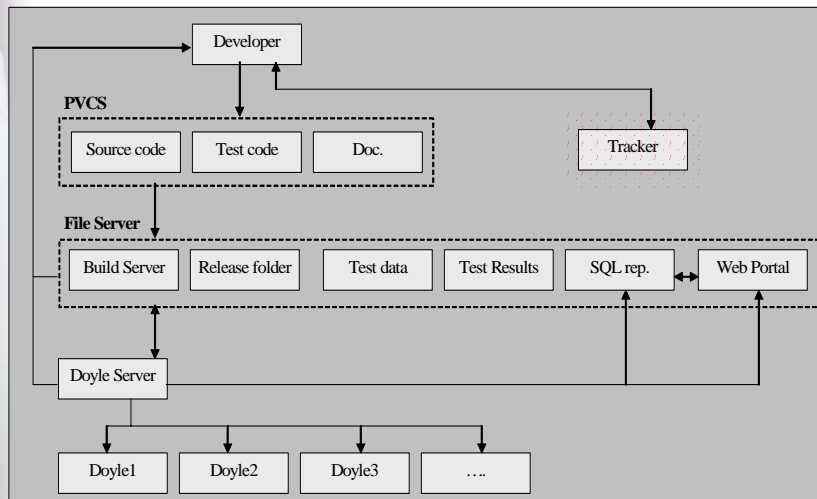 Developer
PVCS
Source code Test code Doc.
Tracker
File Server
Build Server Release folder Test data Test Results SQL rep. Web Portal
Doyle Server
Doyle1 Doyle2 Doyle3 ….